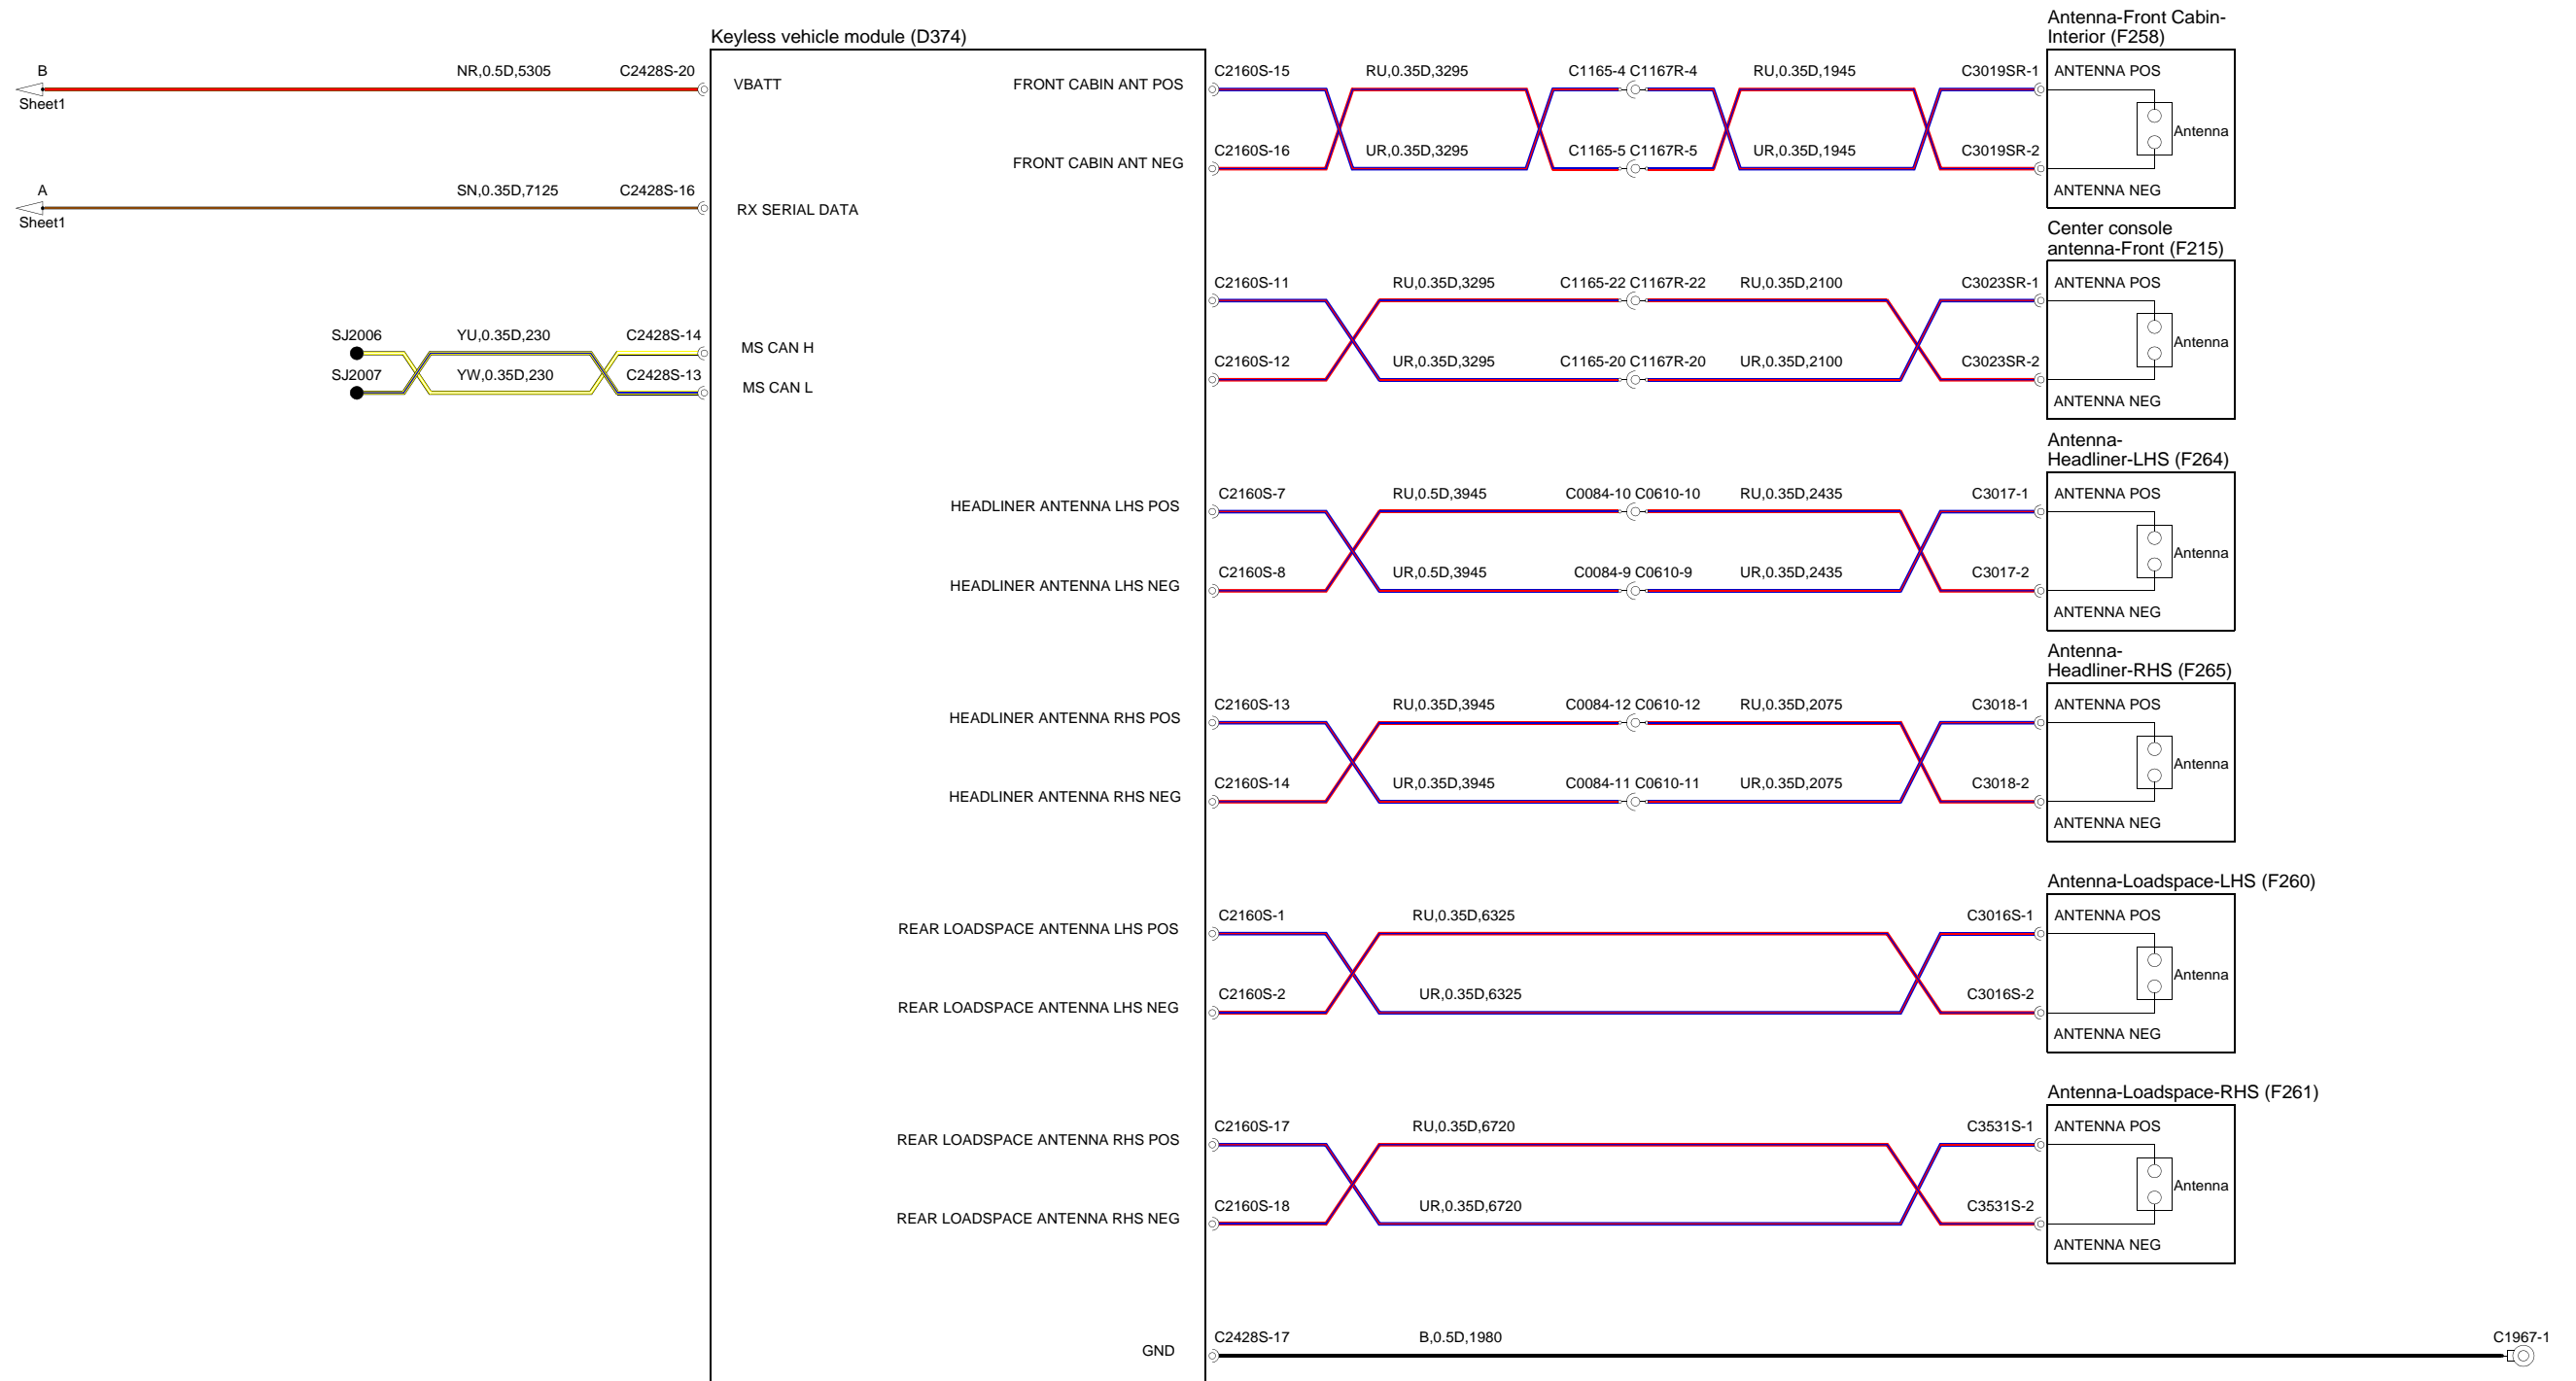 Keyless vehicle module (D374)
B
NR,0.5D,5305
C2428S-20
VBATT
Sheet1
A
SN,0.35D,7125
C2428S-16
RX SERIAL DATA
Sheet1
SJ2006
YU,0.35D,230
C2428S-14
MS CAN H
SJ2007
YW,0.35D,230
C2428S-13
MS CAN L
Antenna-Front Cabin-
Interior (F258)
FRONT CABIN ANT POS
C2160S-15
RU,0.35D,3295
C1165-4 C1167R-4
RU,0.35D,1945
C3019SR-1
ANTENNA POS
Antenna
FRONT CABIN ANT NEG
C2160S-16
UR,0.35D,3295
C1165-5 C1167R-5
UR,0.35D,1945
C3019SR-2
ANTENNA NEG
Center console
antenna-Front (F215)
C2160S-11
RU,0.35D,3295
C1165-22 C1167R-22
RU,0.35D,2100
C3023SR-1
ANTENNA POS
Antenna
C2160S-12
UR,0.35D,3295
C1165-20 C1167R-20
UR,0.35D,2100
C3023SR-2
ANTENNA NEG
Antenna-
Headliner-LHS (F264)
HEADLINER ANTENNA LHS POS
C2160S-7
RU,0.5D,3945
C0084-10 C0610-10
RU,0.35D,2435
C3017-1
ANTENNA POS
Antenna
HEADLINER ANTENNA LHS NEG
C2160S-8
UR,0.5D,3945
C0084-9 C0610-9
UR,0.35D,2435
C3017-2
ANTENNA NEG
Antenna-
Headliner-RHS (F265)
HEADLINER ANTENNA RHS POS
C2160S-13
RU,0.35D,3945
C0084-12 C0610-12
RU,0.35D,2075
C3018-1
ANTENNA POS
Antenna
HEADLINER ANTENNA RHS NEG
C2160S-14
UR,0.35D,3945
C0084-11 C0610-11
UR,0.35D,2075
C3018-2
ANTENNA NEG
Antenna-Loadspace-LHS (F260)
REAR LOADSPACE ANTENNA LHS POS
C2160S-1
RU,0.35D,6325
C3016S-1
ANTENNA POS
Antenna
REAR LOADSPACE ANTENNA LHS NEG
C2160S-2
UR,0.35D,6325
C3016S-2
ANTENNA NEG
Antenna-Loadspace-RHS (F261)
REAR LOADSPACE ANTENNA RHS POS
C2160S-17
RU,0.35D,6720
C3531S-1
ANTENNA POS
Antenna
REAR LOADSPACE ANTENNA RHS NEG
C2160S-18
UR,0.35D,6720
C3531S-2
ANTENNA NEG
GND
C2428S-17
B,0.5D,1980
C1967-1